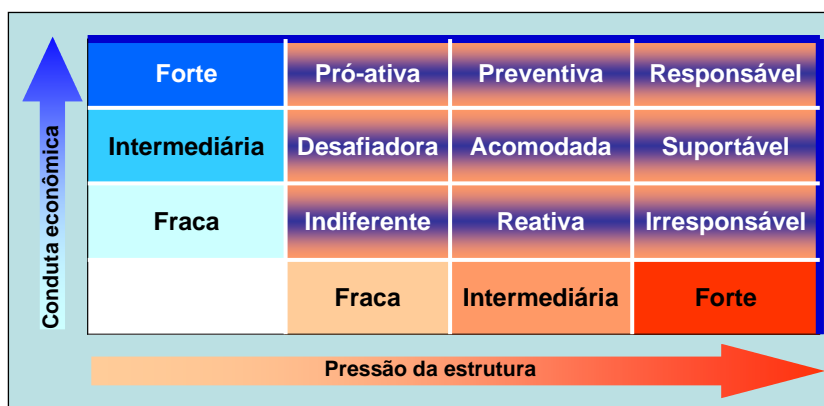 Conduta econômica
Forte Pró-ativa Preventiva Responsável
Intermediária Desafiadora Acomodada Suportável
Fraca Indiferente Reativa Irresponsável
Fraca Intermediária Forte
Pressão da estrutura